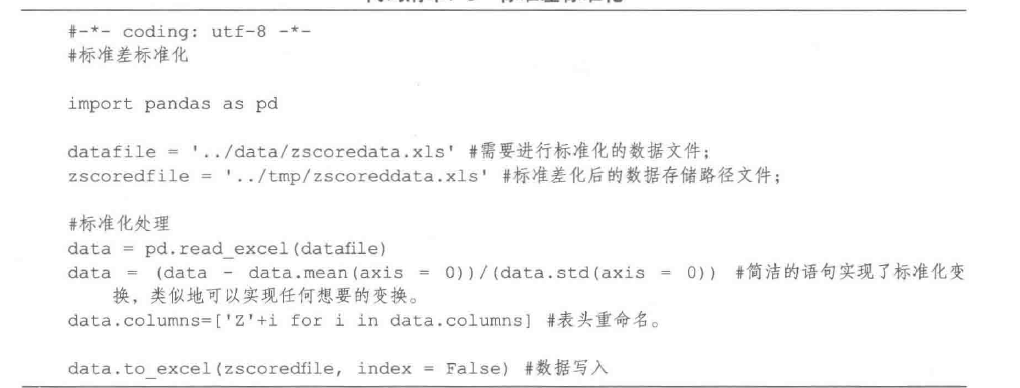 #-*- coding: utf-8 -*-
#标准差标准化
import pandas as pd
datafile = '../data/zscoredata.xls' #需要进行标准化的数据文件;
zscoredfile = '../tmp/zscoreddata.xls' #标准差化后的数据存储路径文件;
#标准化处理
data = pd.read_excel(datafile)
data = (data - data.mean(axis = 0))/(data.std(axis = 0)) #简洁的语句实现了标准化变
换，类似地可以实现任何想要的变换。
data.columns=['Z'+i for i in data.columns] #表头重命名。
data.to_excel(zscoredfile, index = False) #数据写入